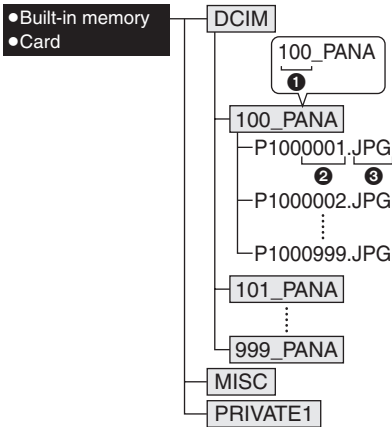 ●Built-in memory
●Card
DCIM
100_PANA
❶
100_PANA
P1000001.JPG
❷ ❸
P1000002.JPG
P1000999.JPG
101_PANA
999_PANA
MISC
PRIVATE1